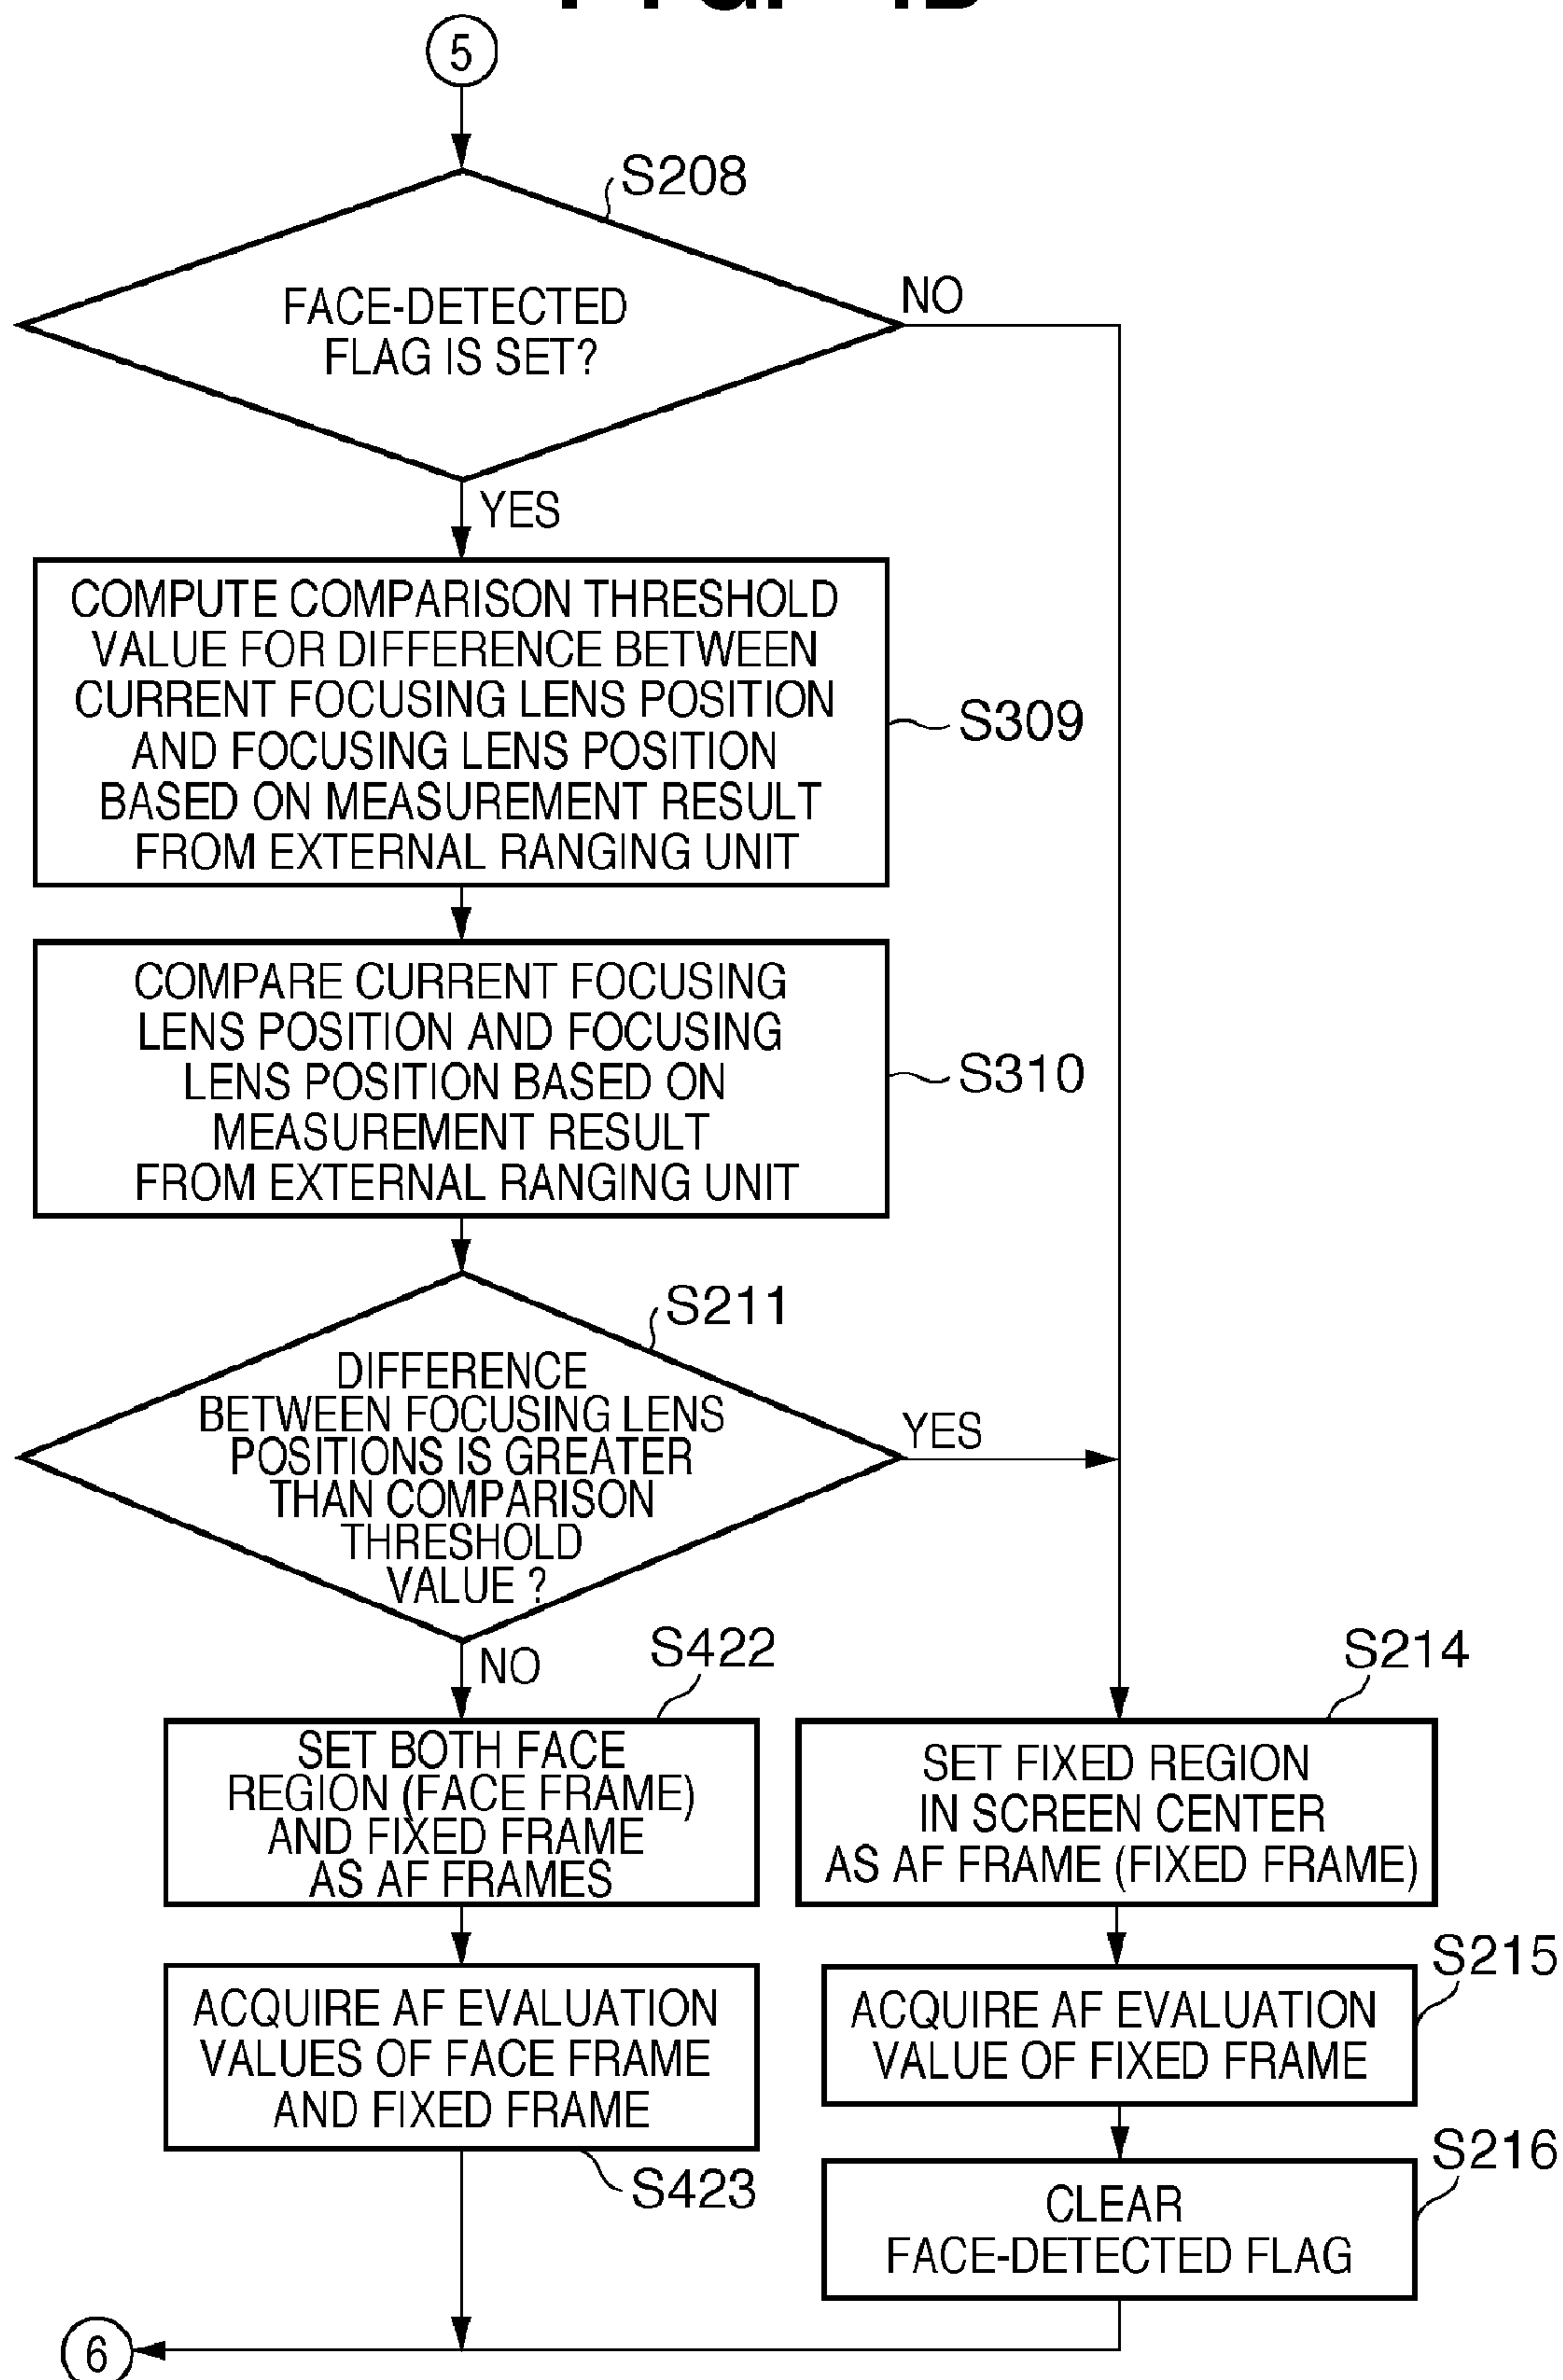 5
S208
FACE-DETECTED
FLAG IS SET?
NO
YES
COMPUTE COMPARISON THRESHOLD
VALUE FOR DIFFERENCE BETWEEN
CURRENT FOCUSING LENS POSITION
AND FOCUSING LENS POSITION
BASED ON MEASUREMENT RESULT
FROM EXTERNAL RANGING UNIT
S309
COMPARE CURRENT FOCUSING
LENS POSITION AND FOCUSING
LENS POSITION BASED ON
MEASUREMENT RESULT
FROM EXTERNAL RANGING UNIT
S310
S211
DIFFERENCE
BETWEEN FOCUSING LENS
POSITIONS IS GREATER
THAN COMPARISON
THRESHOLD
VALUE ?
YES
NO
S422
SET BOTH FACE
REGION (FACE FRAME)
AND FIXED FRAME
AS AF FRAMES
S214
SET FIXED REGION
IN SCREEN CENTER
AS AF FRAME (FIXED FRAME)
ACQUIRE AF EVALUATION
VALUES OF FACE FRAME
AND FIXED FRAME
S423
S215
ACQUIRE AF EVALUATION
VALUE OF FIXED FRAME
S216
CLEAR
FACE-DETECTED FLAG
6